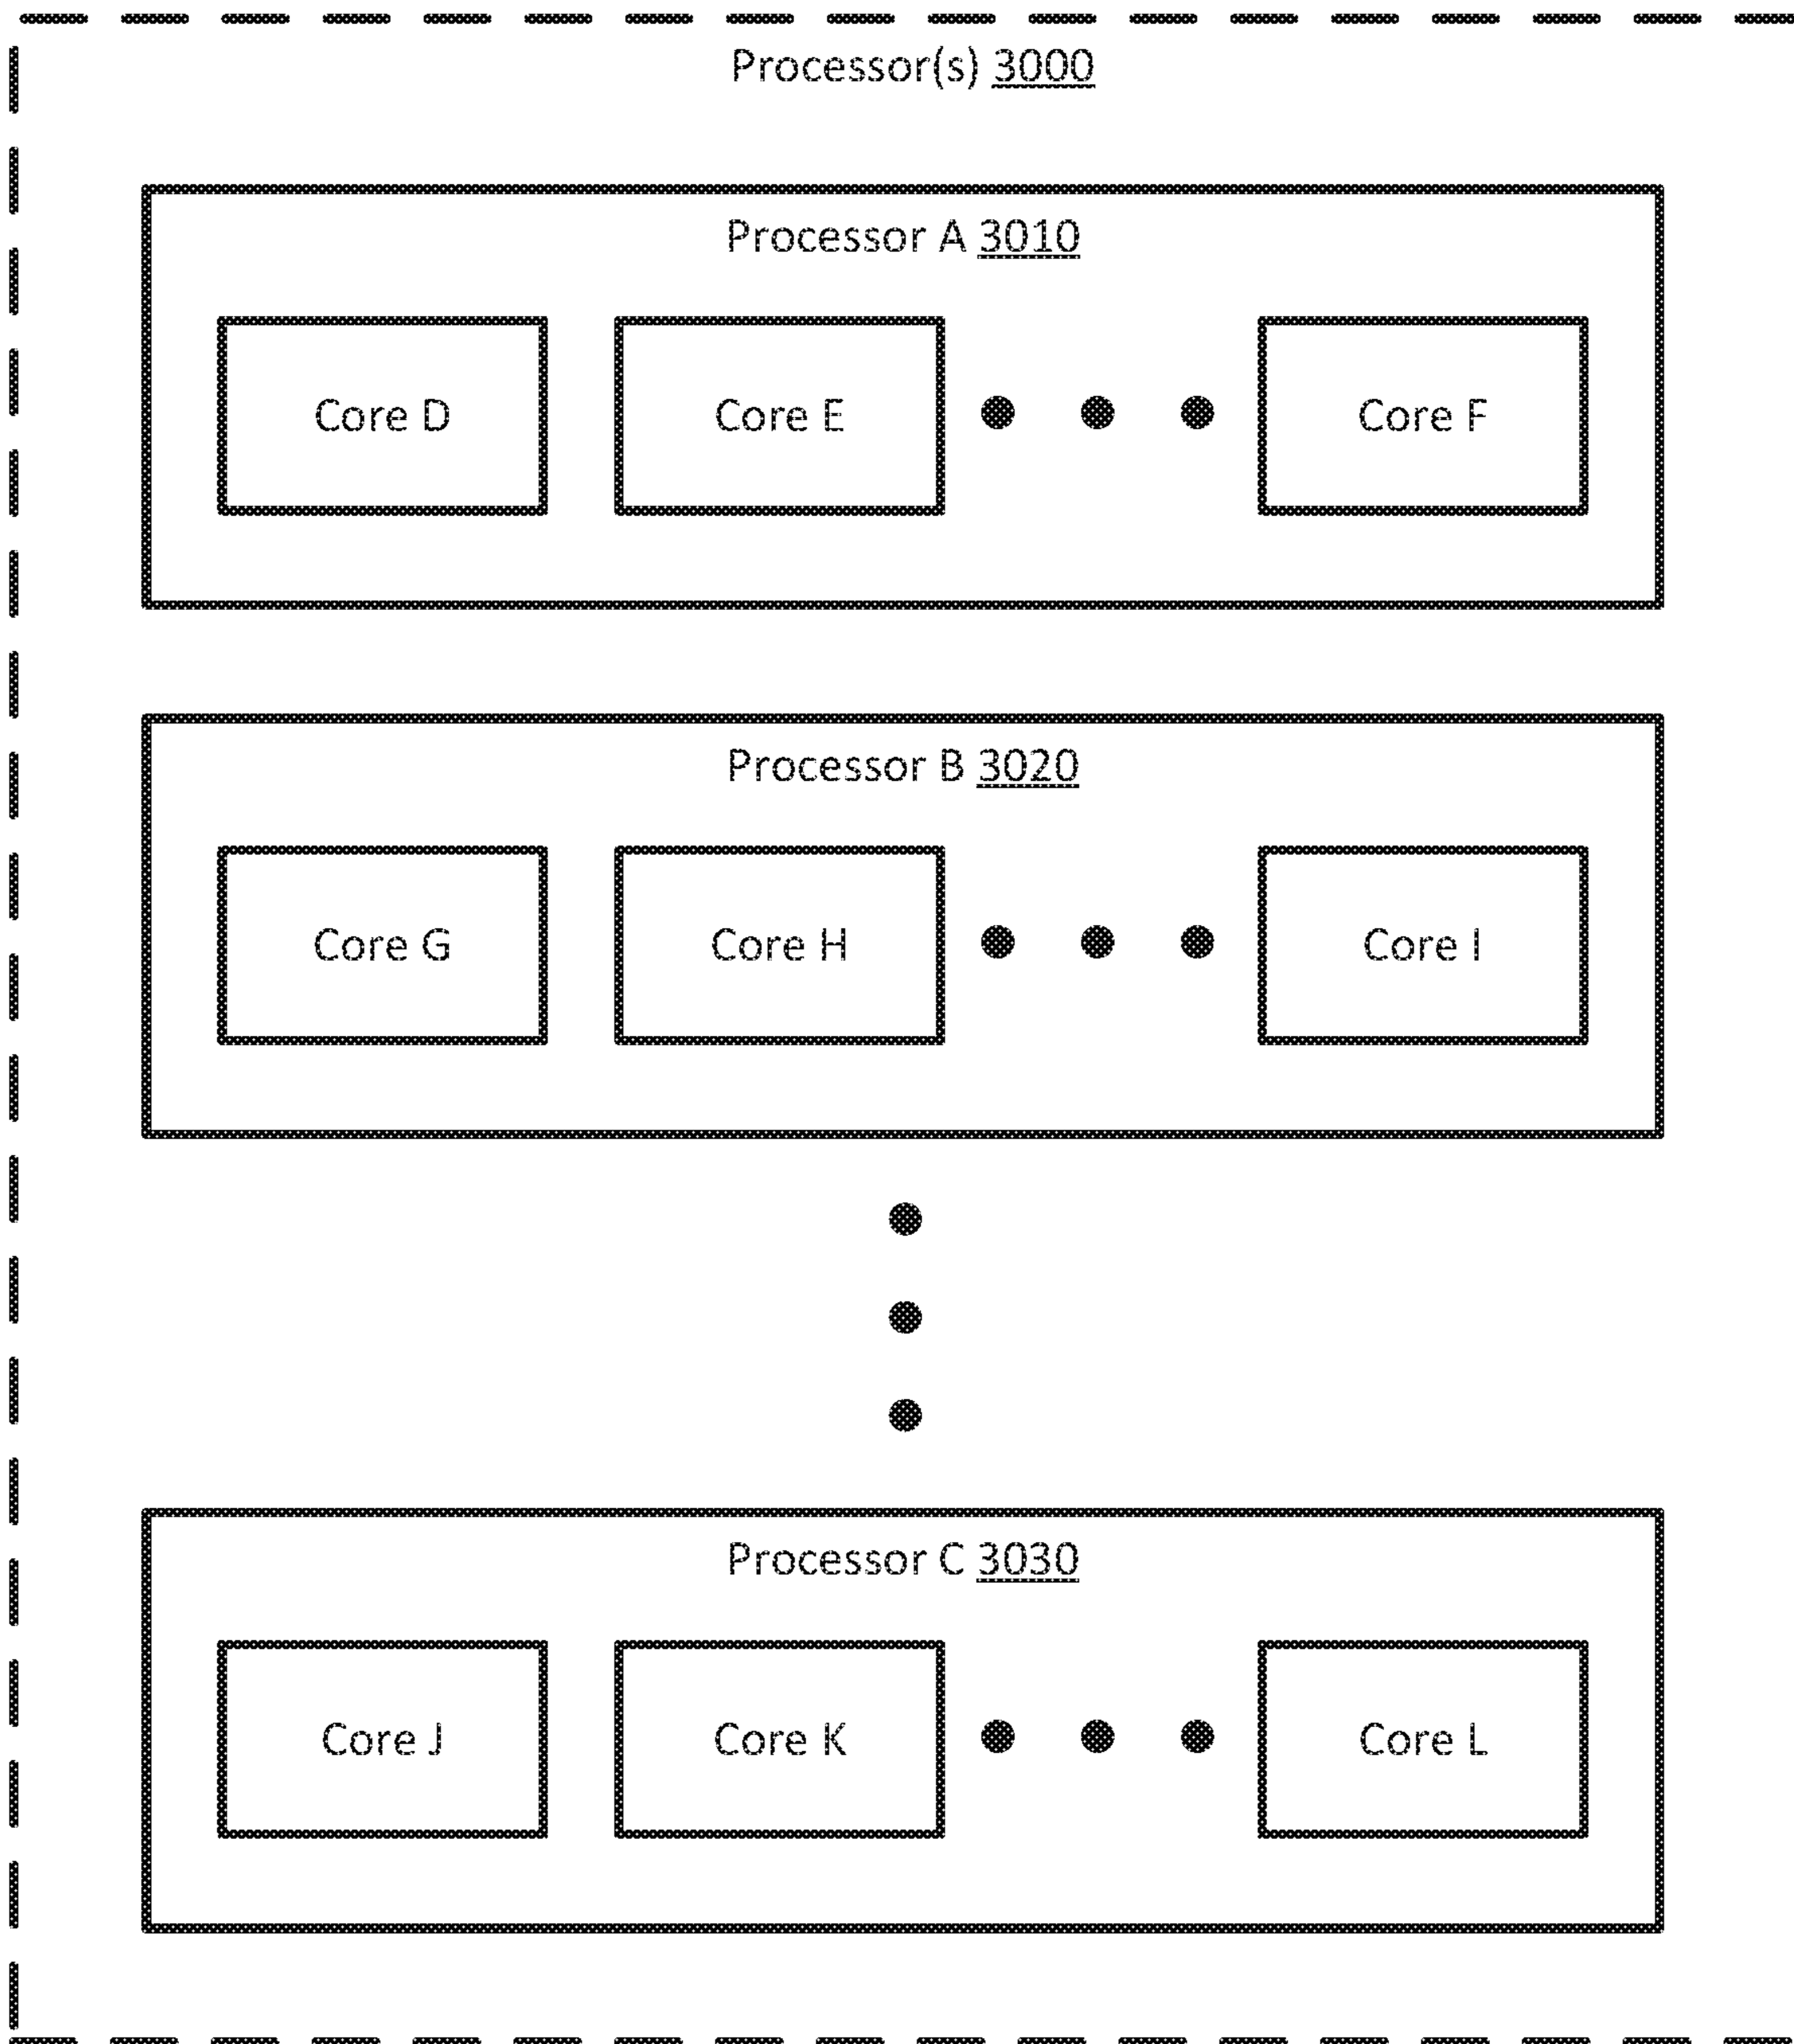 Processor(s) 3000
Processor A 3010
Core D
Core E
Core F
Processor B 3020
Core G
Core H
Core I
Processor C 3030
Core J
Core K
Core L